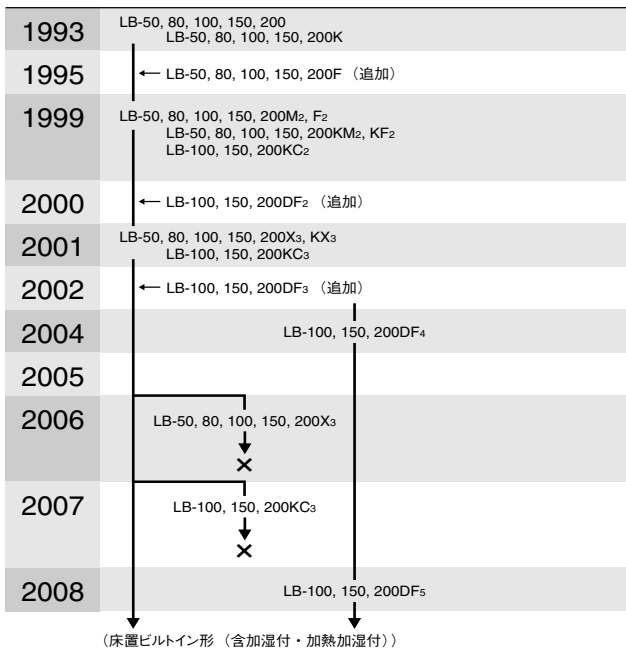 1993
LB-50, 80, 100, 150, 200
LB-50, 80, 100, 150, 200K
1995
LB-50, 80, 100, 150, 200F （追加）
1999
LB-50, 80, 100, 150, 200M₂, F₂
LB-50, 80, 100, 150, 200KM₂, KF₂
LB-100, 150, 200KC₂
2000
LB-100, 150, 200DF₂ （追加）
2001
LB-50, 80, 100, 150, 200X₃, KX₃
LB-100, 150, 200KC₃
2002
LB-100, 150, 200DF₃ （追加）
2004
LB-100, 150, 200DF₄
2005
2006
LB-50, 80, 100, 150, 200X₃
2007
LB-100, 150, 200KC₃
2008
LB-100, 150, 200DF₅
（床置ビルトイン形 （含加湿付・加熱加湿付））